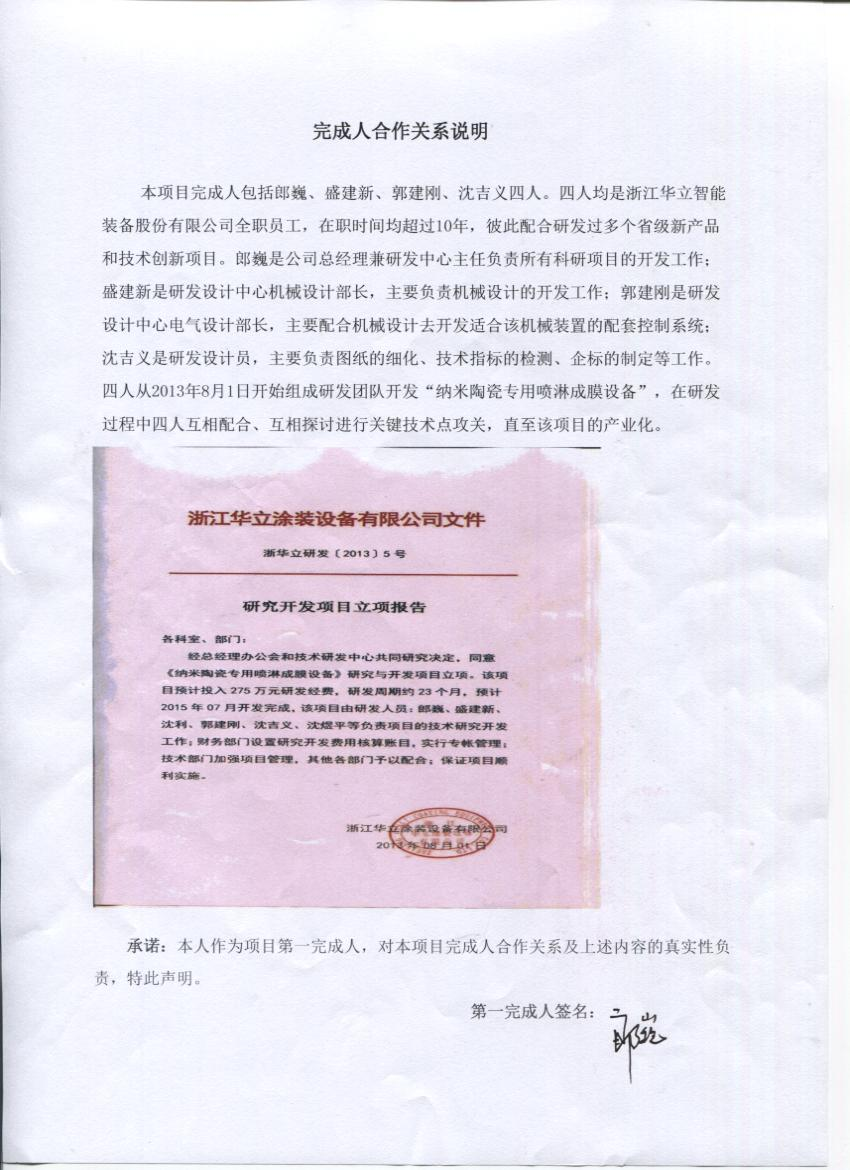 完成人合作关系说明
本项目完成人包括郎巍、盛建新、郭建刚、沈吉义四人。四人均是浙江华立智能
装备股份有限公司全职员工，在职时间均超过10年，彼此配合研发过多个省级新产品
和技术创新项目。郎巍是公司总经理兼研发中心主任负责所有科研项目的开发工作；
盛建新是研发设计中心机械设计部长，主要负责机械设计的开发工作；郭建刚是研发
设计中心电气设计部长，主要配合机械设计去开发适合该机械装置的配套控制系统；
沈吉义是研发设计员，主要负责图纸的细化、技术指标的检测、企标的制定等工作。
四人从2013年8月1日开始组成研发团队开发“纳米陶瓷专用喷淋成膜设备”，在研发
过程中四人互相配合、互相探讨进行关键技术点攻关，直至该项目的产业化。
浙江华立涂装设备有限公司文件
浙华立研发〔2013〕5 号
研究开发项目立项报告
各科室、部门：
经总经理办公会和技术研发中心共同研究决定，同意
《纳米陶瓷专用喷淋成膜设备》研究与开发项目立项。该项
目预计投入 275 万元研发经费，研发周期约 23 个月，预计
2015 年 07 月开发完成，该项目由研发人员：郎巍、盛建新、
沈利、郭建刚、沈吉义、沈煜平等负责项目的技术研究开发
工作；财务部门设置研究开发费用核算账目，实行专帐管理；
技术部门加强项目管理，其他各部门予以配合；保证项目顺
利实施。
浙江华立涂装设备有限公司
2013 年 08 月 01 日
承诺：本人作为项目第一完成人，对本项目完成人合作关系及上述内容的真实性负
责，特此声明。
第一完成人签名：郎巍